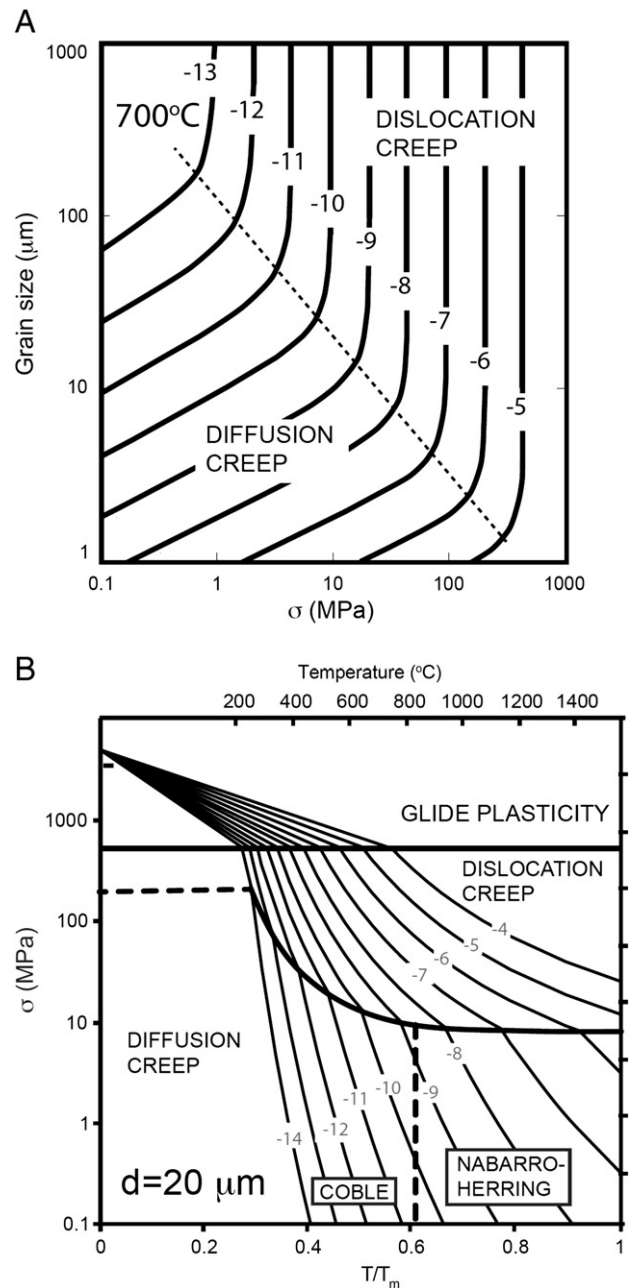 A
1000
100
10
1
Grain size (μm)
700°C
-13
-12
-11
-10
-9
-8
-7
-6
-5
DISLOCATION
CREEP
DIFFUSION
CREEP
0.1 1 10 100 1000
σ (MPa)
B
Temperature (°C)
200 400 600 800 1000 1400
1000
100
10
1
0.1
σ (MPa)
GLIDE PLASTICITY
DISLOCATION
CREEP
-4
-5
-6
-7
-8
-9
-10
-11
-12
-14
DIFFUSION
CREEP
d=20 μm
COBLE
NABARRO-
HERRING
0 0.2 0.4 0.6 0.8 1
T/Tm